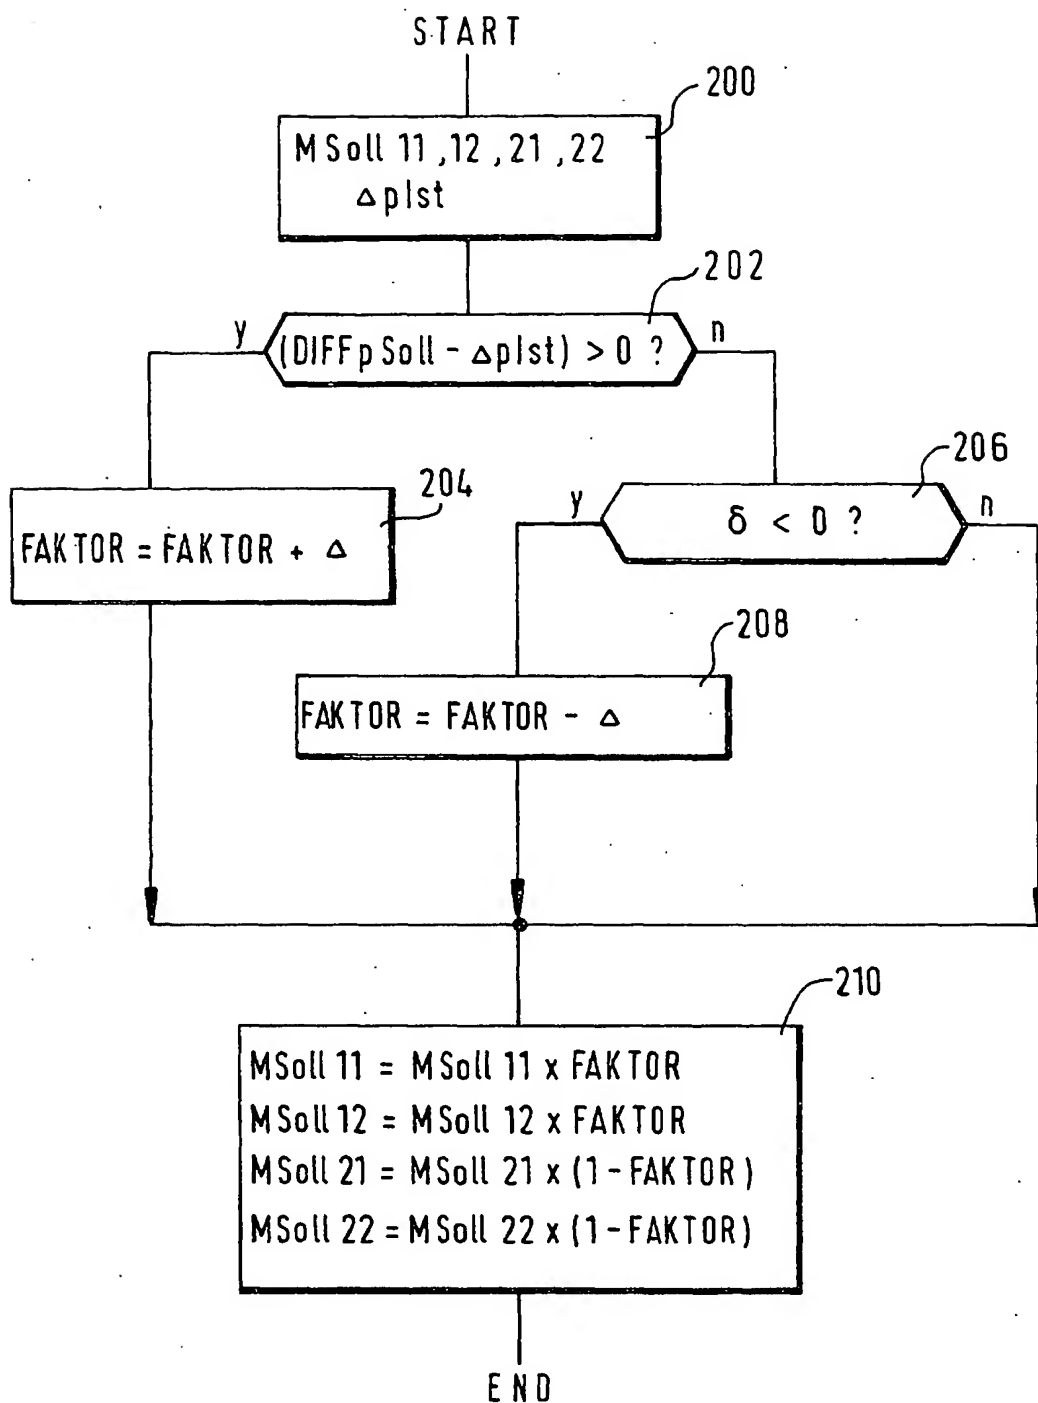 START
200
MSoll 11, 12, 21, 22
ΔpIst
202
y
(DIFFpSoll - ΔpIst) > 0 ?
n
206
204
y
δ < 0 ?
n
FAKTOR = FAKTOR + Δ
208
FAKTOR = FAKTOR - Δ
210
MSoll 11 = MSoll 11 x FAKTOR
MSoll 12 = MSoll 12 x FAKTOR
MSoll 21 = MSoll 21 x (1-FAKTOR)
MSoll 22 = MSoll 22 x (1-FAKTOR)
END